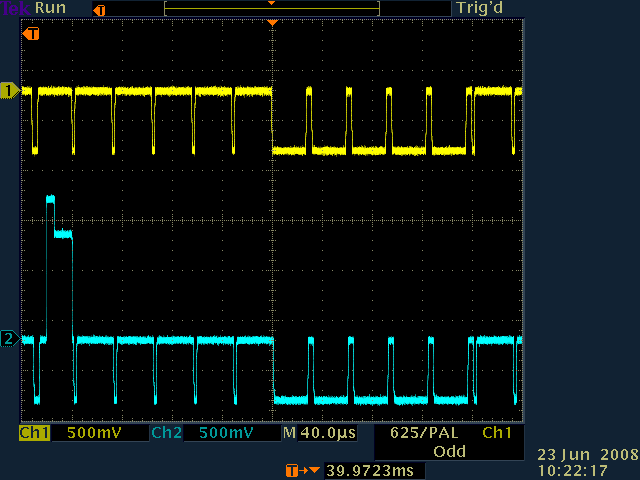 Tek Run T Trig'd
T
1
2
Ch1 500mV Ch2 500mV M 40.0µs 625/PAL Ch1
Odd
T 39.9723ms
23 Jun 2008
10:22:17